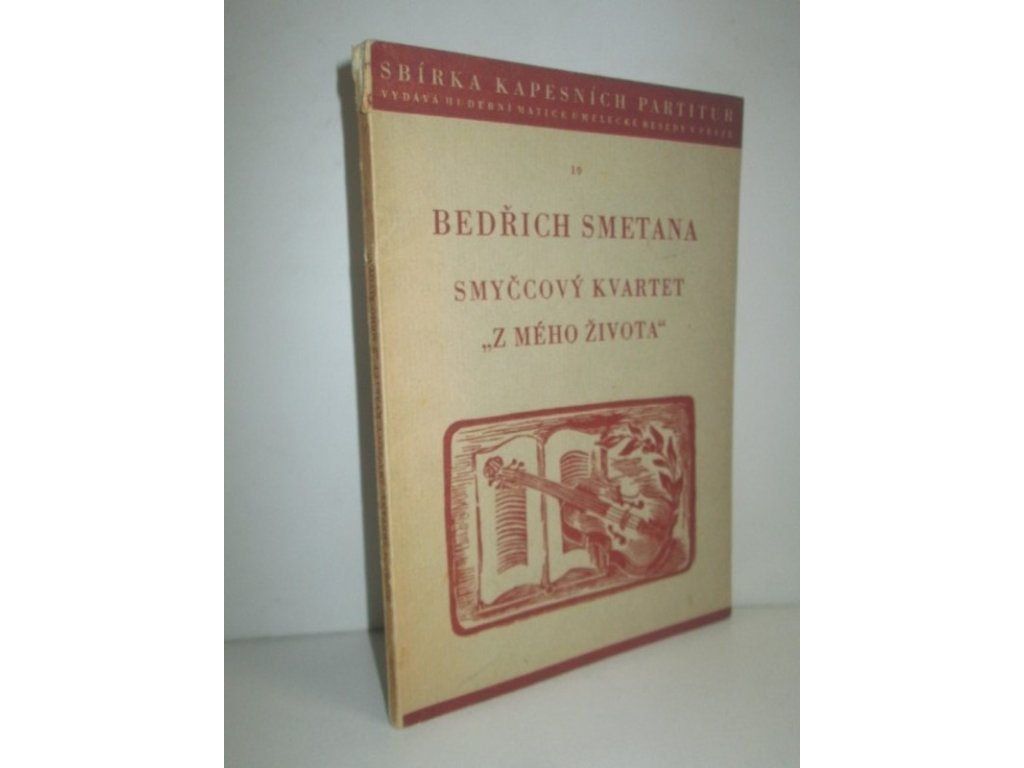 SBÍRKA KAPESNÍCH PARTITUR
VYDÁVÁ HUDEBNÍ MATICE UMĚLECKÉ BESEDY V PRAZE
10
BEDŘICH SMETANA
SMYČCOVÝ KVARTET
„Z MÉHO ŽIVOTA“